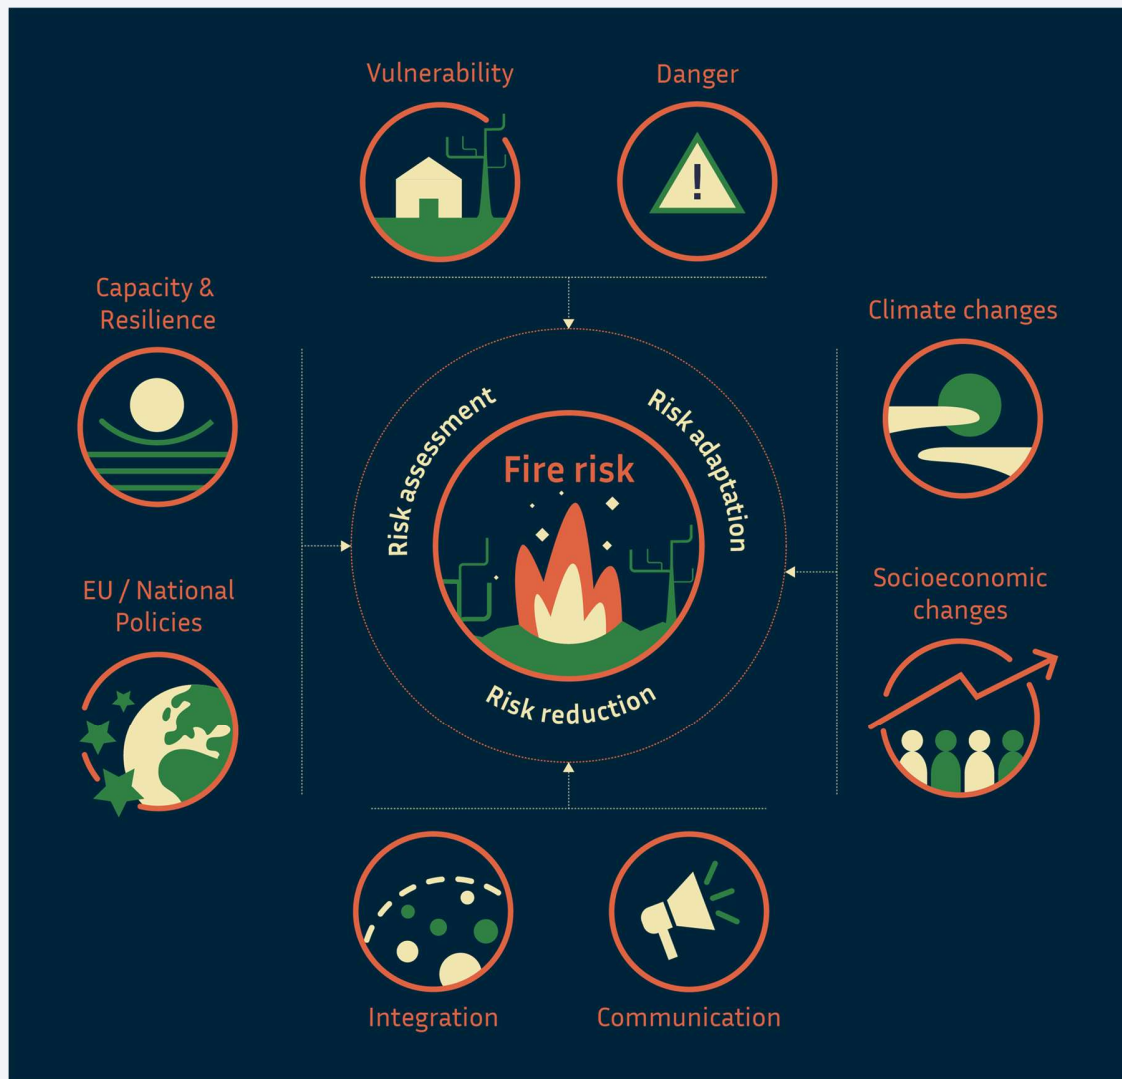 Vulnerability
Danger
!
Capacity &
Resilience
Climate changes
Risk assessment
Risk adaptation
Fire risk
EU / National
Policies
Socioeconomic
changes
Risk reduction
Integration
Communication